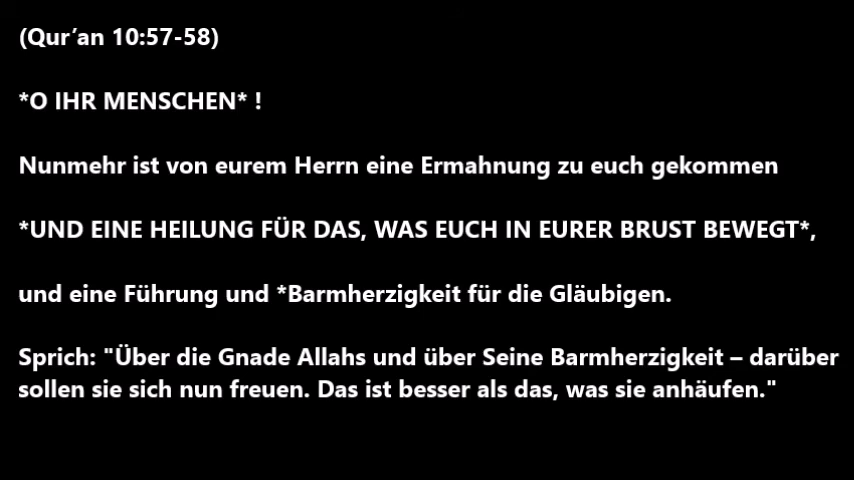 (Qur’an 10:57-58)
*O IHR MENSCHEN* !
Nunmehr ist von eurem Herrn eine Ermahnung zu euch gekommen
*UND EINE HEILUNG FÜR DAS, WAS EUCH IN EURER BRUST BEWEGT*,
und eine Führung und *Barmherzigkeit für die Gläubigen.
Sprich: "Über die Gnade Allahs und über Seine Barmherzigkeit – darüber
sollen sie sich nun freuen. Das ist besser als das, was sie anhäufen."